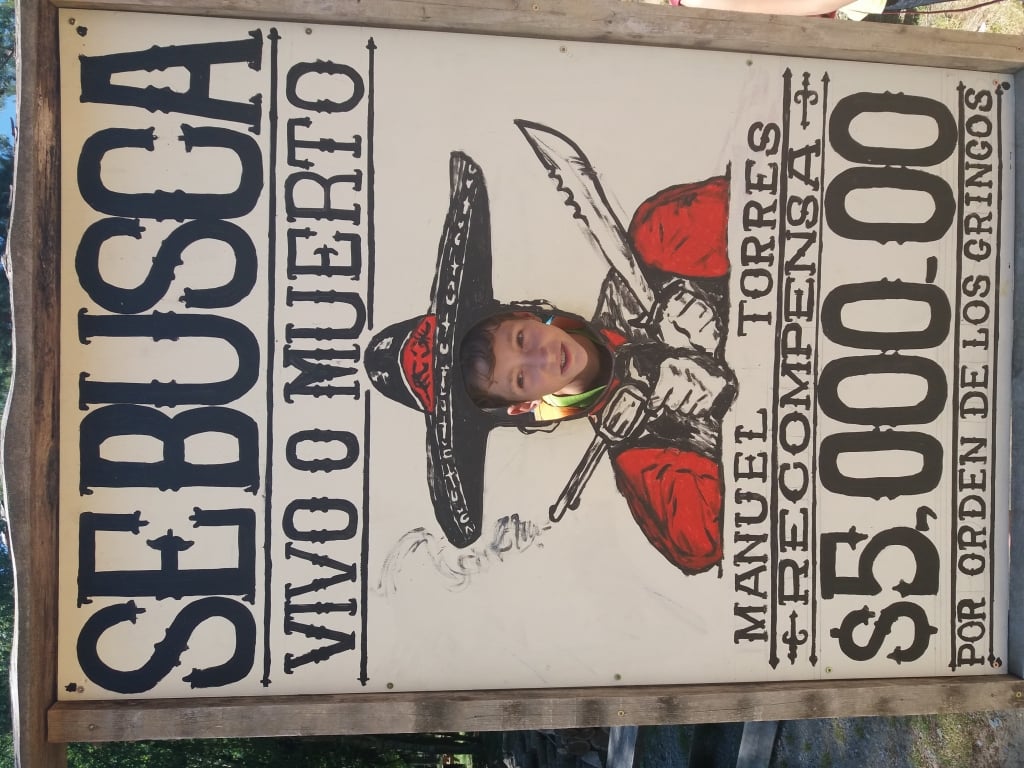 SE BUSCA
VIVO O MUERTO
MANUEL TORRES
RECOMPENSA
$5,000.00
POR ORDEN DE LOS GRINGOS